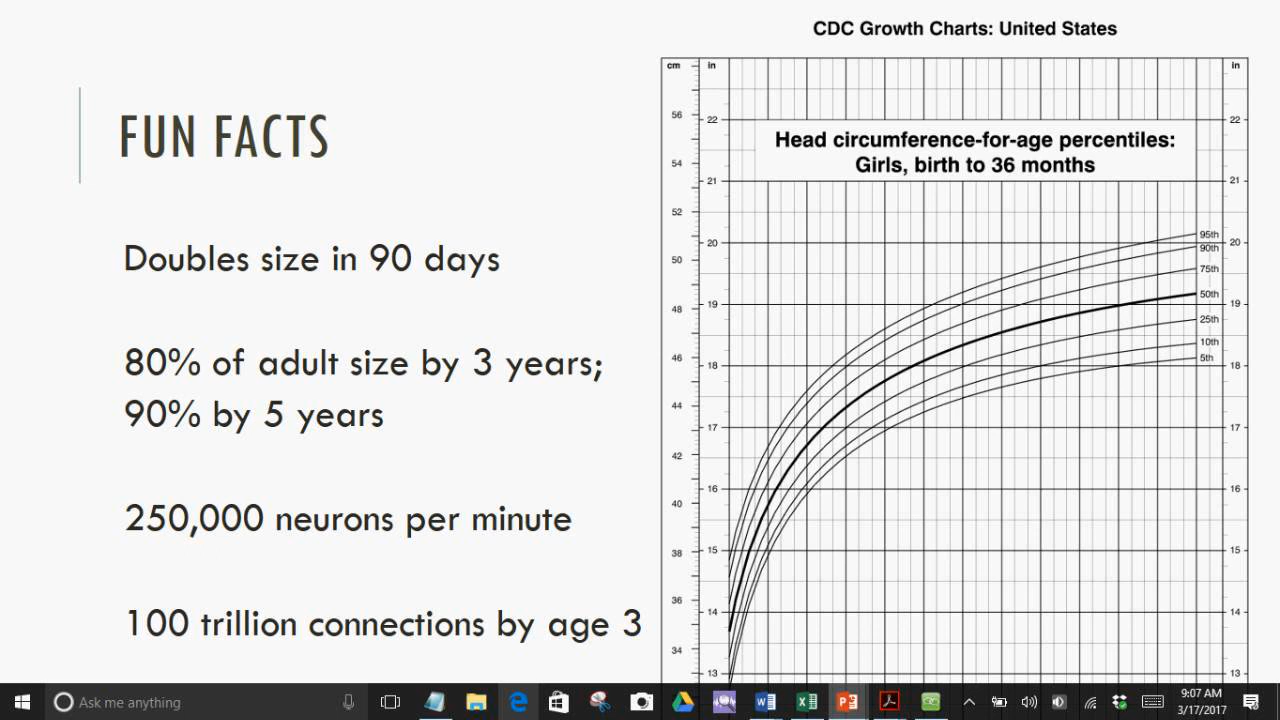 FUN FACTS
Doubles size in 90 days
80% of adult size by 3 years;
90% by 5 years
250,000 neurons per minute
100 trillion connections by age 3
CDC Growth Charts: United States
cm
in
in
Head circumference-for-age percentiles:
Girls, birth to 36 months
56
54
52
50
48
46
44
42
40
38
36
34
22
21
20
19
18
17
16
15
14
13
95th
90th
75th
50th
25th
10th
5th
22
21
20
19
18
17
16
15
14
13
Ask me anything
9:07 AM
3/17/2017